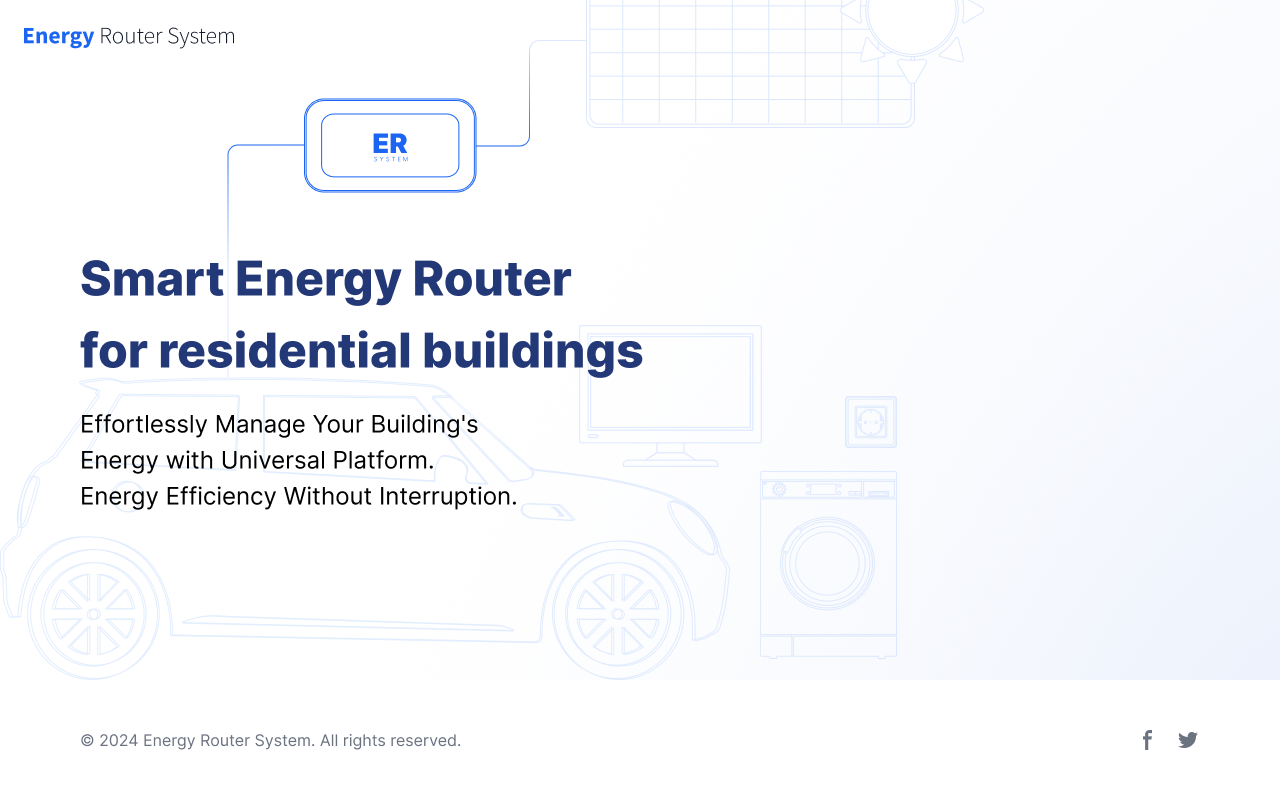 Energy Router System
ER
SYSTEM
Smart Energy Router
for residential buildings
Effortlessly Manage Your Building's
Energy with Universal Platform.
Energy Efficiency Without Interruption.
© 2024 Energy Router System. All rights reserved.